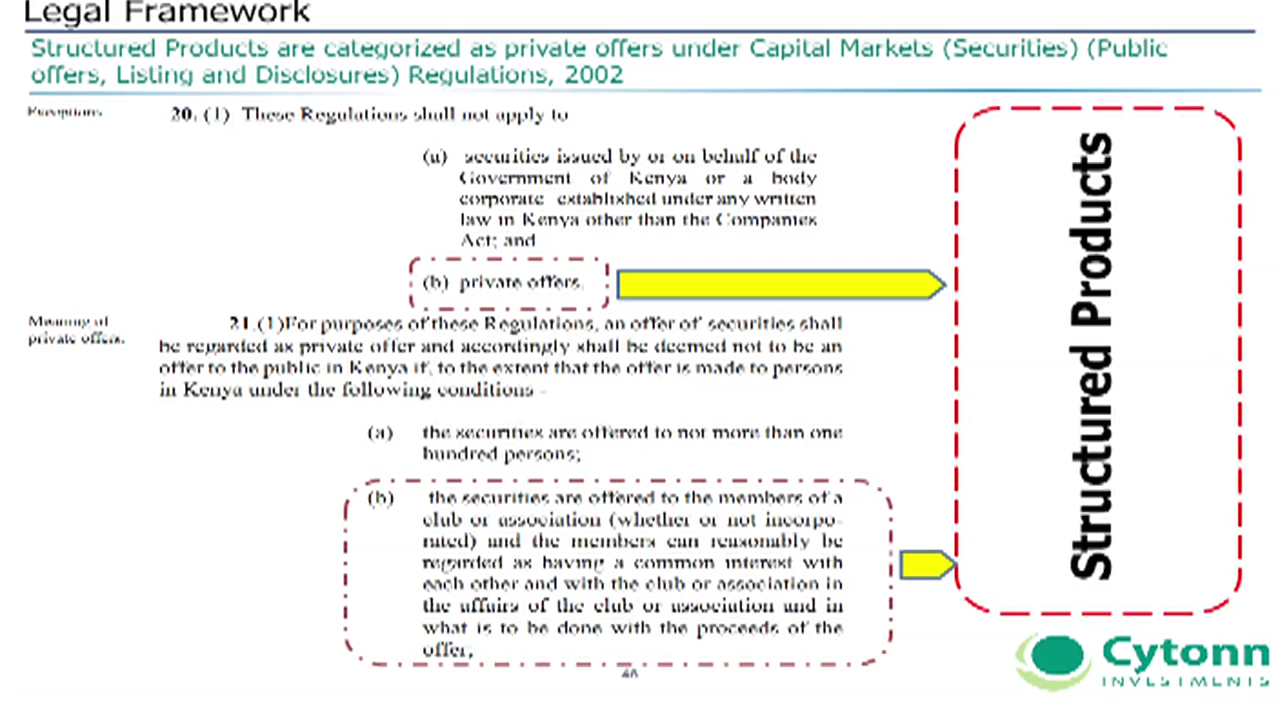 Legal Framework
Structured Products are categorized as private offers under Capital Markets (Securities) (Public
offers, Listing and Disclosures) Regulations, 2002
Exceptions
20. (1) These Regulations shall not apply to
(a) securities issued by or on behalf of the
Government of Kenya or a body
corporate established under any written
law in Kenya other than the Companies
Act; and
(b) private offers.
Meaning of
private offers.
21.(1)For purposes of these Regulations, an offer of securities shall
be regarded as private offer and accordingly shall be deemed not to be an
offer to the public in Kenya if, to the extent that the offer is made to persons
in Kenya under the following conditions -
(a) the securities are offered to not more than one
hundred persons;
(b) the securities are offered to the members of a
club or association (whether or not incorpo-
rated) and the members can reasonably be
regarded as having a common interest with
each other and with the club or association in
the affairs of the club or association and in
what is to be done with the proceeds of the
offer;
Structured Products
Cytonn
INVESTMENTS